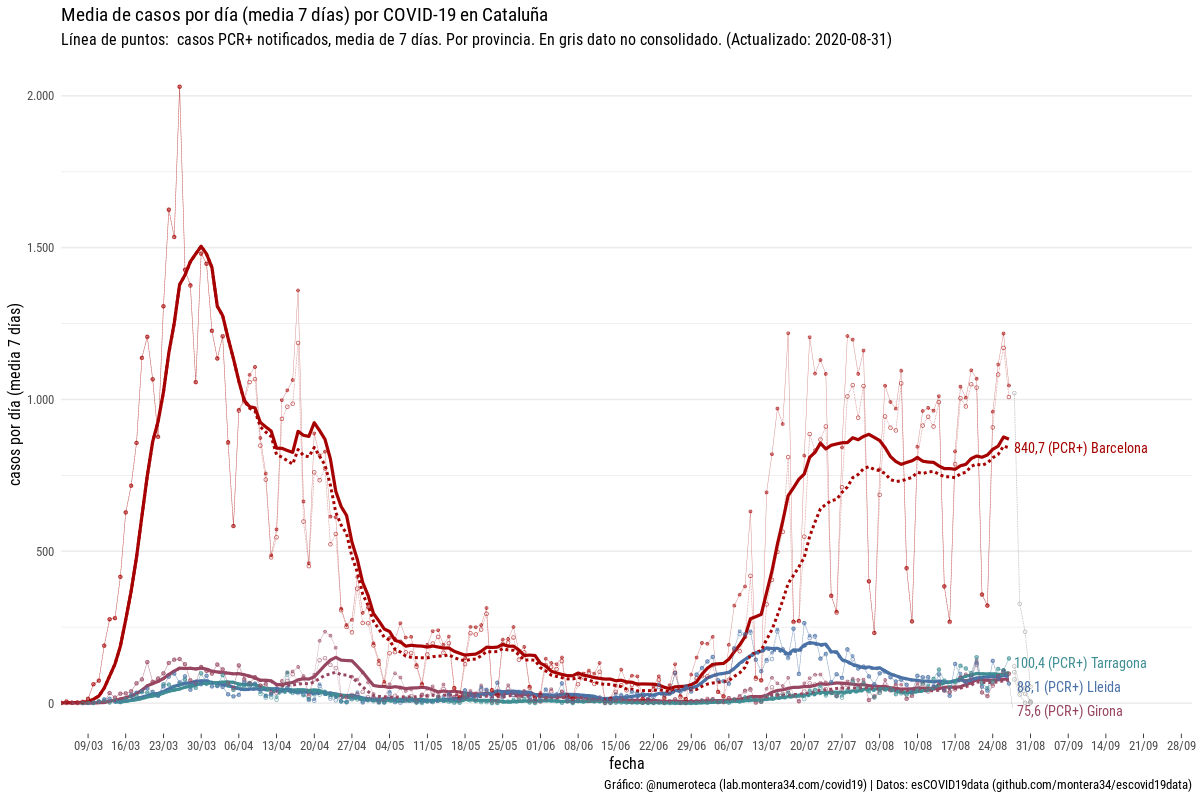 Media de casos por día (media 7 días) por COVID-19 en Cataluña
Línea de puntos:  casos PCR+ notificados, media de 7 días. Por provincia. En gris dato no consolidado. (Actualizado: 2020-08-31)
casos por día (media 7 días)
2.000
1.500
1.000
500
0
840,7 (PCR+) Barcelona
100,4 (PCR+) Tarragona
88,1 (PCR+) Lleida
75,6 (PCR+) Girona
09/03 16/03 23/03 30/03 06/04 13/04 20/04 27/04 04/05 11/05 18/05 25/05 01/06 08/06 15/06 22/06 29/06 06/07 13/07 20/07 27/07 03/08 10/08 17/08 24/08 31/08 07/09 14/09 21/09 28/09
fecha
Gráfico: @numeroteca (lab.montera34.com/covid19) | Datos: esCOVID19data (github.com/montera34/escovid19data)